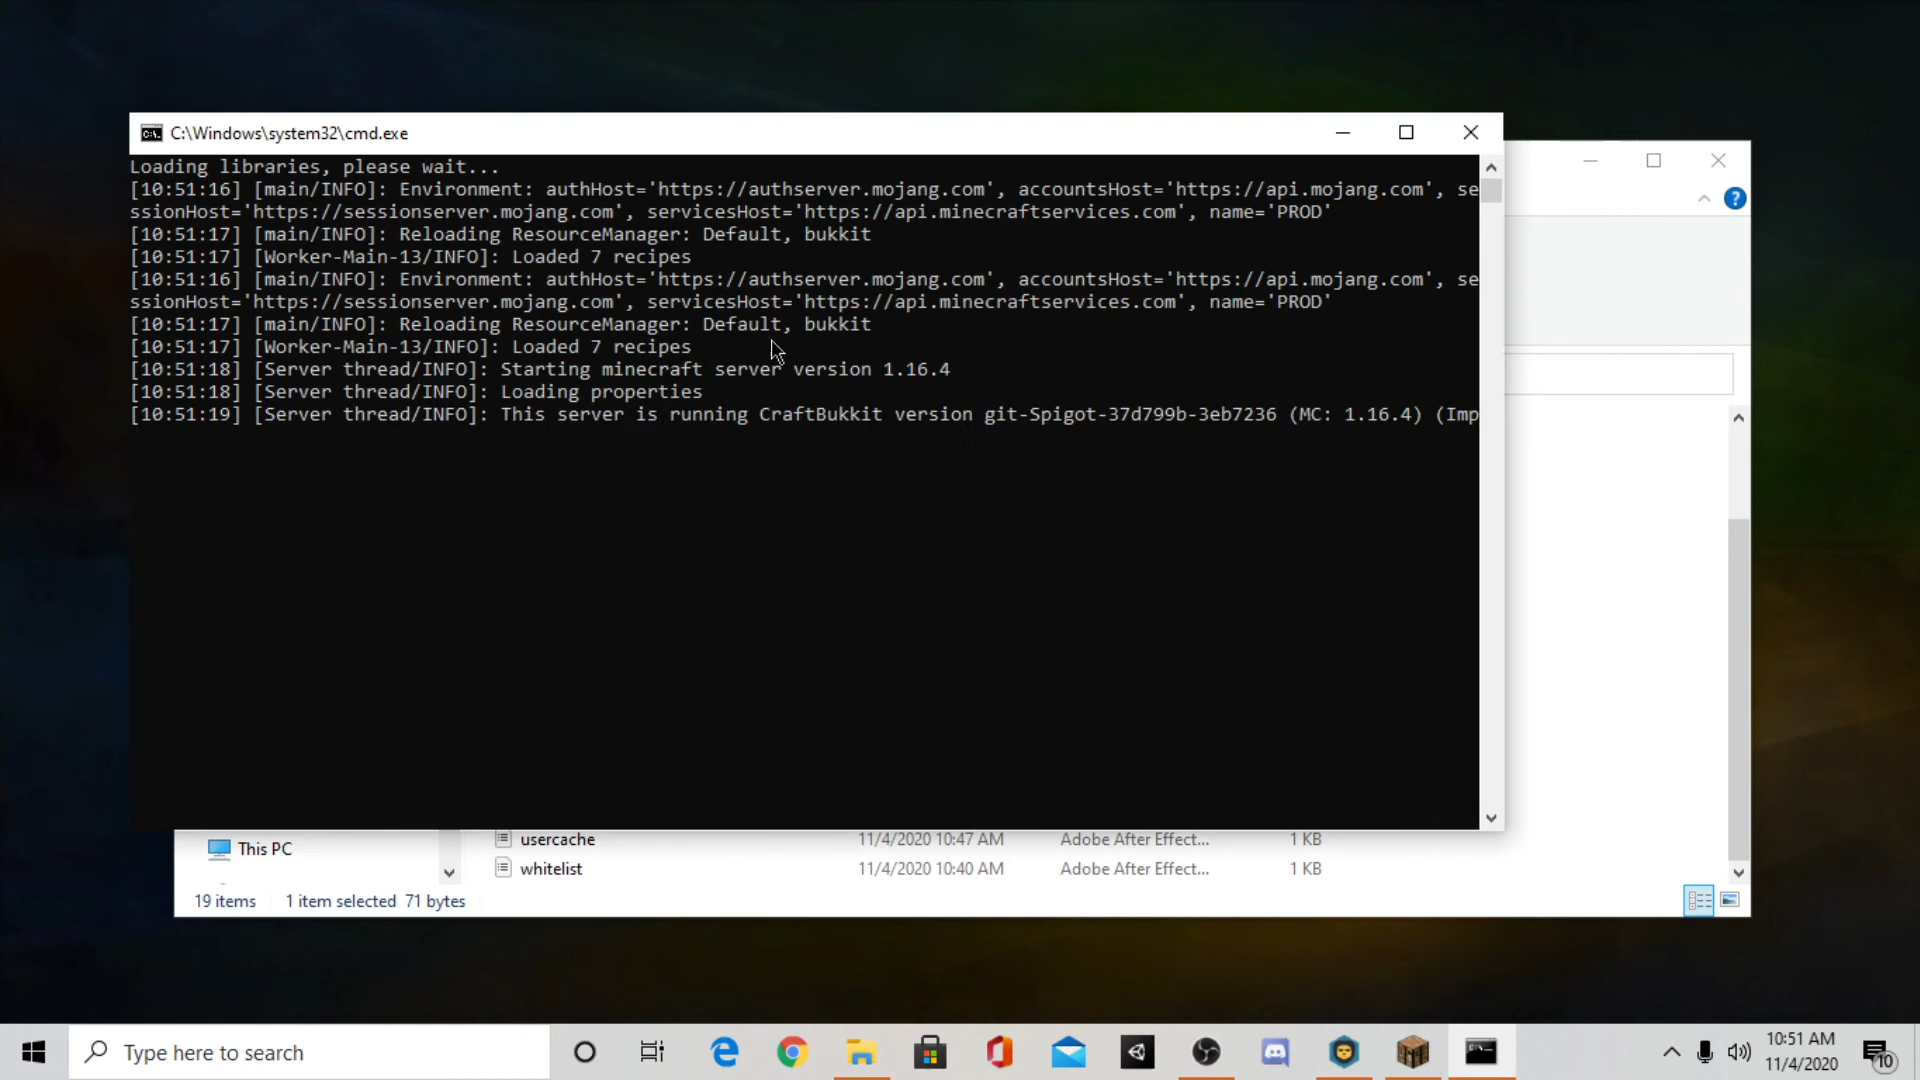 C:\Windows\system32\cmd.exe
Loading libraries, please wait...
[10:51:16] [main/INFO]: Environment: authHost='https://authserver.mojang.com', accountsHost='https://api.mojang.com', se
ssionHost='https://sessionserver.mojang.com', servicesHost='https://api.minecraftservices.com', name='PROD'
[10:51:17] [main/INFO]: Reloading ResourceManager: Default, bukkit
[10:51:17] [Worker-Main-13/INFO]: Loaded 7 recipes
[10:51:16] [main/INFO]: Environment: authHost='https://authserver.mojang.com', accountsHost='https://api.mojang.com', se
ssionHost='https://sessionserver.mojang.com', servicesHost='https://api.minecraftservices.com', name='PROD'
[10:51:17] [main/INFO]: Reloading ResourceManager: Default, bukkit
[10:51:17] [Worker-Main-13/INFO]: Loaded 7 recipes
[10:51:18] [Server thread/INFO]: Starting minecraft server version 1.16.4
[10:51:18] [Server thread/INFO]: Loading properties
[10:51:19] [Server thread/INFO]: This server is running CraftBukkit version git-Spigot-37d799b-3eb7236 (MC: 1.16.4) (Imp
usercache 11/4/2020 10:47 AM Adobe After Effect... 1 KB
This PC
whitelist 11/4/2020 10:40 AM Adobe After Effect... 1 KB
19 items 1 item selected 71 bytes
Type here to search
10:51 AM
11/4/2020
10